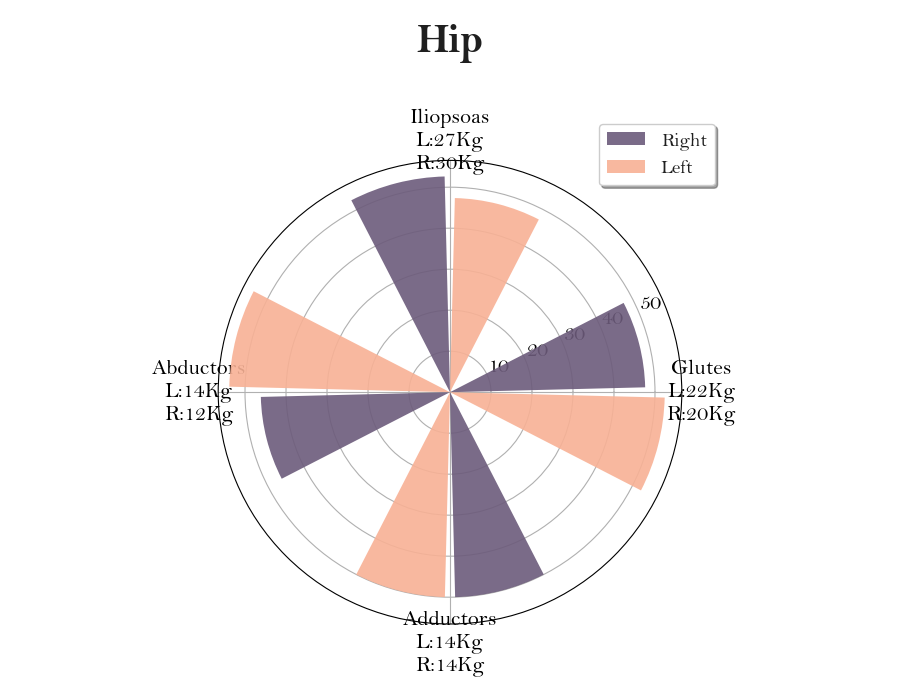 Hip
Iliopsoas
L:27Kg
R:30Kg
Right
Left
50
40
30
20
10
Abductors
L:14Kg
R:12Kg
Glutes
L:22Kg
R:20Kg
Adductors
L:14Kg
R:14Kg